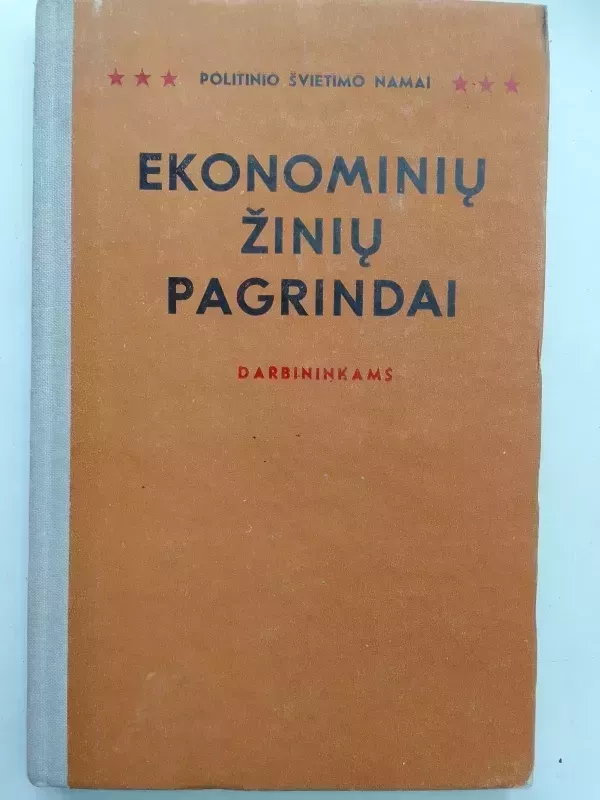 POLITINIO ŠVIETIMO NAMAI
EKONOMINIŲ
ŽINIŲ
PAGRINDAI
DARBININKAMS